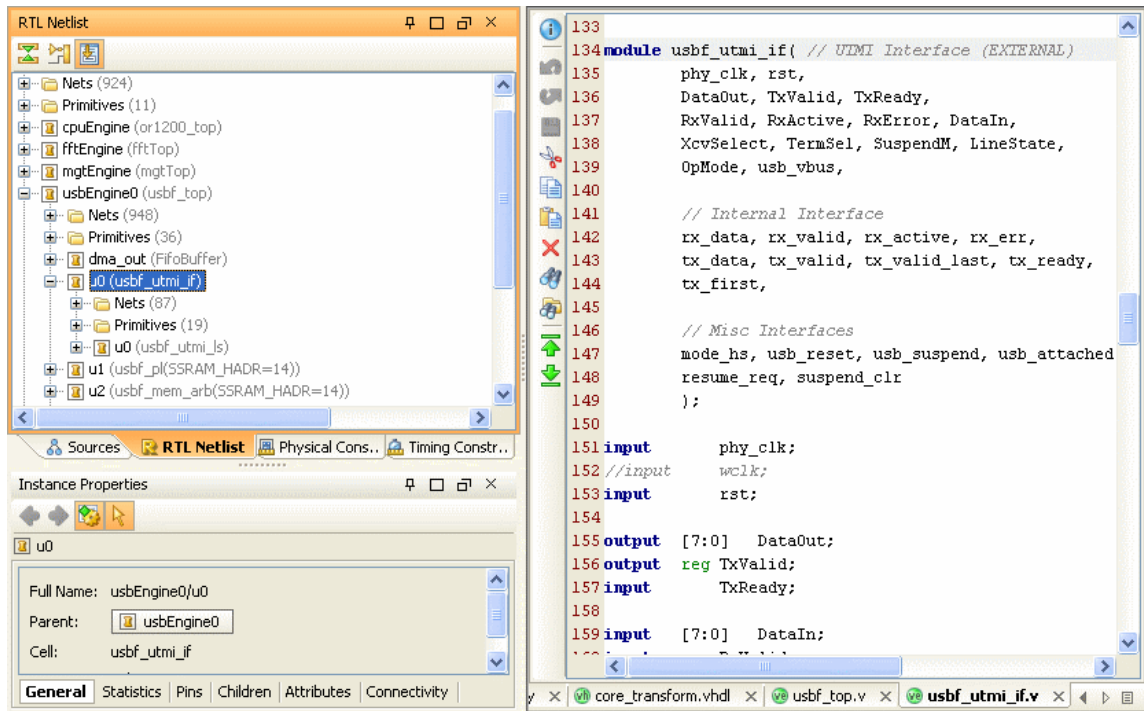 RTL Netlist
Nets (924)
Primitives (11)
cpuEngine (or1200_top)
fftEngine (fftTop)
mgtEngine (mgtTop)
usbEngine0 (usbf_top)
Nets (948)
Primitives (36)
dma_out (FifoBuffer)
u0 (usbf_utmi_if)
Nets (87)
Primitives (19)
u0 (usbf_utmi_ls)
u1 (usbf_pl(SSRAM_HADR=14))
u2 (usbf_mem_arb(SSRAM_HADR=14))
Sources RTL Netlist Physical Cons.. Timing Constr..
Instance Properties
u0
Full Name: usbEngine0/u0
Parent: usbEngine0
Cell: usbf_utmi_if
General Statistics Pins Children Attributes Connectivity
133
134 module usbf_utmi_if( // UTMI Interface (EXTERNAL)
135 phy_clk, rst,
136 DataOut, TxValid, TxReady,
137 RxValid, RxActive, RxError, DataIn,
138 XcvSelect, TermSel, SuspendM, LineState,
139 OpMode, usb_vbus,
140
141 // Internal Interface
142 rx_data, rx_valid, rx_active, rx_err,
143 tx_data, tx_valid, tx_valid_last, tx_ready,
144 tx_first,
145
146 // Misc Interfaces
147 mode_hs, usb_reset, usb_suspend, usb_attached
148 resume_req, suspend_clr
149 );
150
151 input phy_clk;
152 //input wclk;
153 input rst;
154
155 output [7:0] DataOut;
156 output reg TxValid;
157 input TxReady;
158
159 input [7:0] DataIn;
y core_transform.vhdl usbf_top.v usbf_utmi_if.v